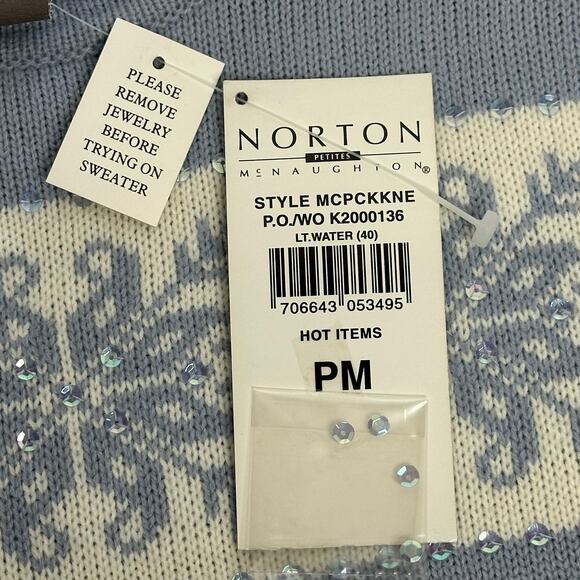 PLEASE
REMOVE
JEWELRY
BEFORE
TRYING ON
SWEATER
NORTON
PETITES
McNAUGHTON®
STYLE MCPCKKNE
P.O./WO K2000136
LT.WATER (40)
706643 053495
HOT ITEMS
PM